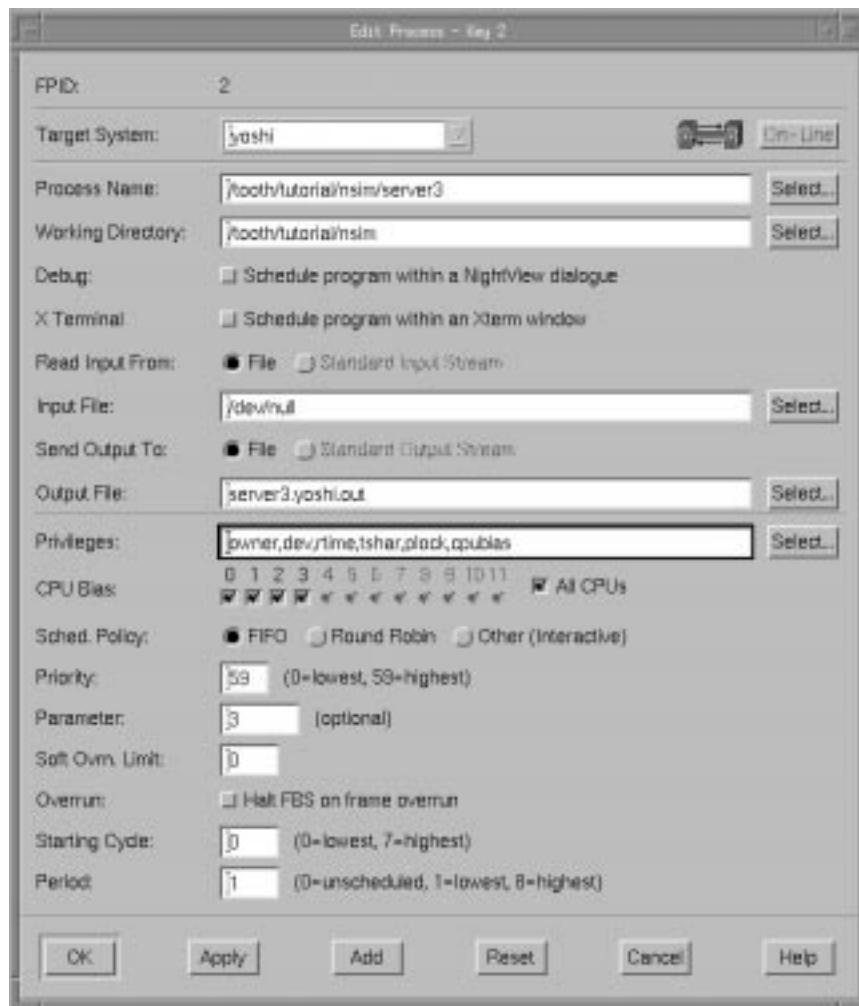 Edit Process - Key 2
FPID: 2
Target System: yoshi On-Line
Process Name: /tooth/tutorial/nsim/server3 Select...
Working Directory: /tooth/tutorial/nsim Select...
Debug: Schedule program within a NightView dialogue
X Terminal Schedule program within an Xterm window
Read Input From: File Standard Input Stream
Input File: /dev/null Select...
Send Output To: File Standard Output Stream
Output File: server3.yoshi.out Select...
Privileges: owner,dev,rtime,tshar,plock,cpubias Select...
0 1 2 3 4 5 6 7 8 9 10 11
CPU Bias: All CPUs
Sched. Policy: FIFO Round Robin Other (Interactive)
Priority: 59 (0=lowest, 59=highest)
Parameter: 3 (optional)
Soft Ovrn. Limit: 0
Overrun: Halt FBS on frame overrun
Starting Cycle: 0 (0=lowest, 7=highest)
Period: 1 (0=unscheduled, 1=lowest, 8=highest)
OK Apply Add Reset Cancel Help